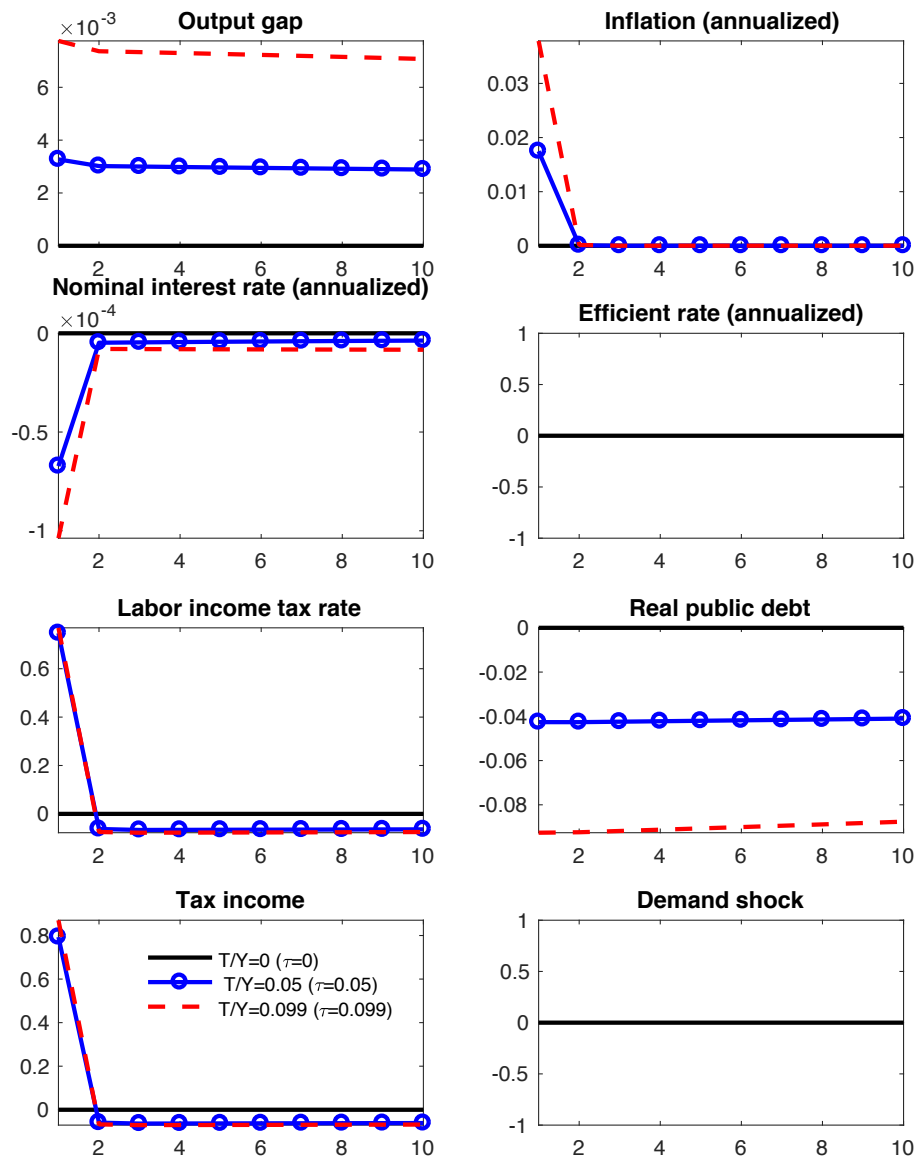 Output gap
×10⁻³
6
4
2
0
2 4 6 8 10
Inflation (annualized)
0.03
0.02
0.01
0
2 4 6 8 10
Nominal interest rate (annualized)
×10⁻⁴
0
-0.5
-1
2 4 6 8 10
Efficient rate (annualized)
1
0.5
0
-0.5
-1
2 4 6 8 10
Labor income tax rate
0.6
0.4
0.2
0
2 4 6 8 10
Real public debt
0
-0.02
-0.04
-0.06
-0.08
2 4 6 8 10
Tax income
0.8
0.6
0.4
0.2
0
2 4 6 8 10
T/Y=0 (τ=0)
T/Y=0.05 (τ=0.05)
T/Y=0.099 (τ=0.099)
Demand shock
1
0.5
0
-0.5
-1
2 4 6 8 10